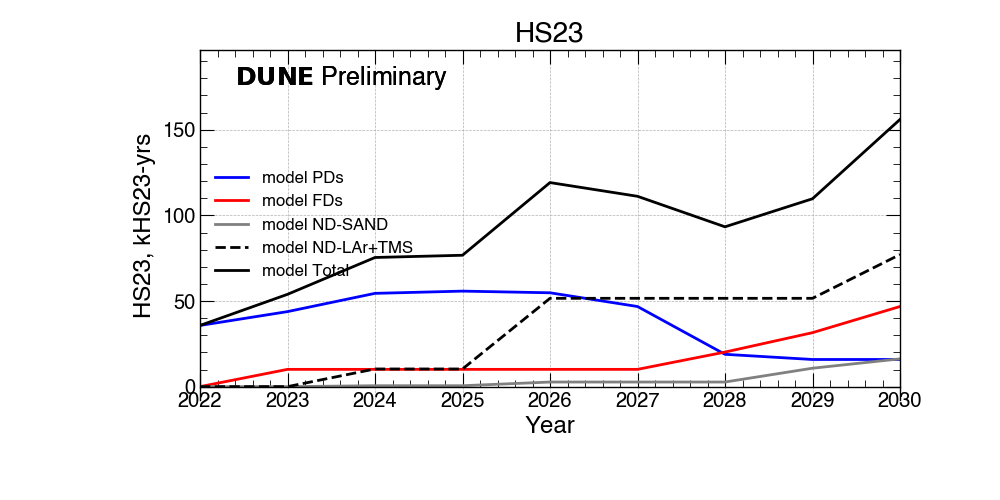 HS23
DUNE Preliminary
HS23, kHS23-yrs
150
100
50
0
model PDs
model FDs
model ND-SAND
model ND-LAr+TMS
model Total
2022 2023 2024 2025 2026 2027 2028 2029 2030
Year